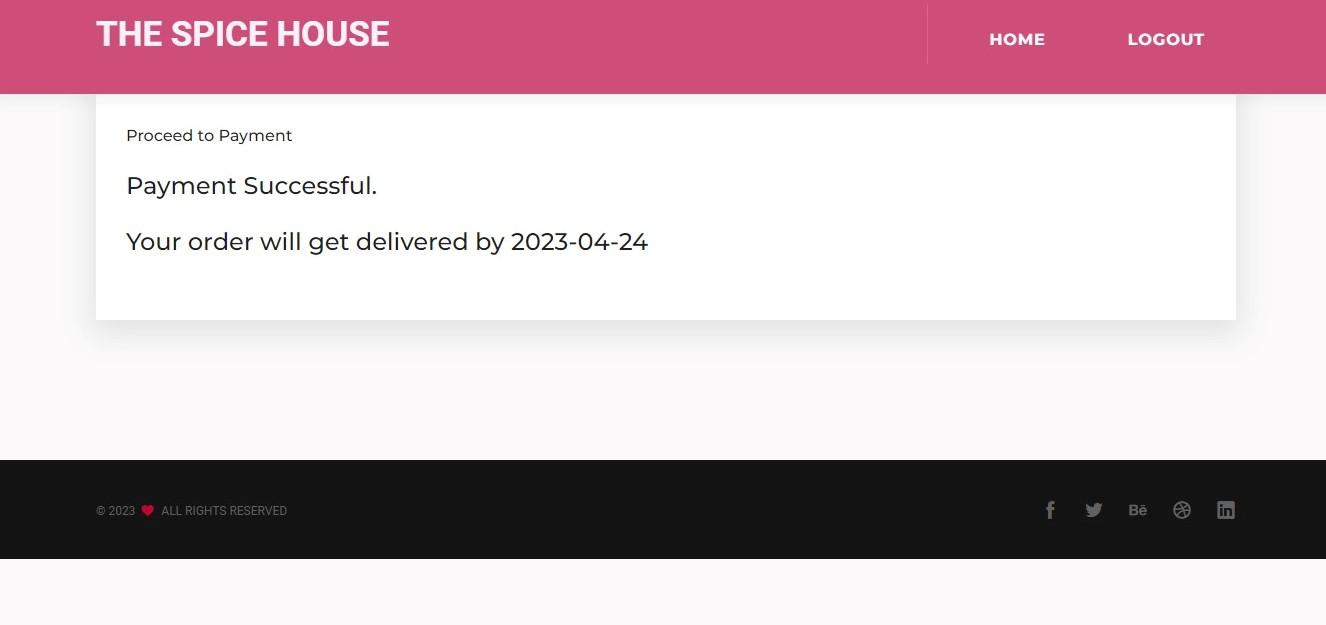 THE SPICE HOUSE
HOME
LOGOUT
Proceed to Payment
Payment Successful.
Your order will get delivered by 2023-04-24
© 2023 ALL RIGHTS RESERVED
Bē